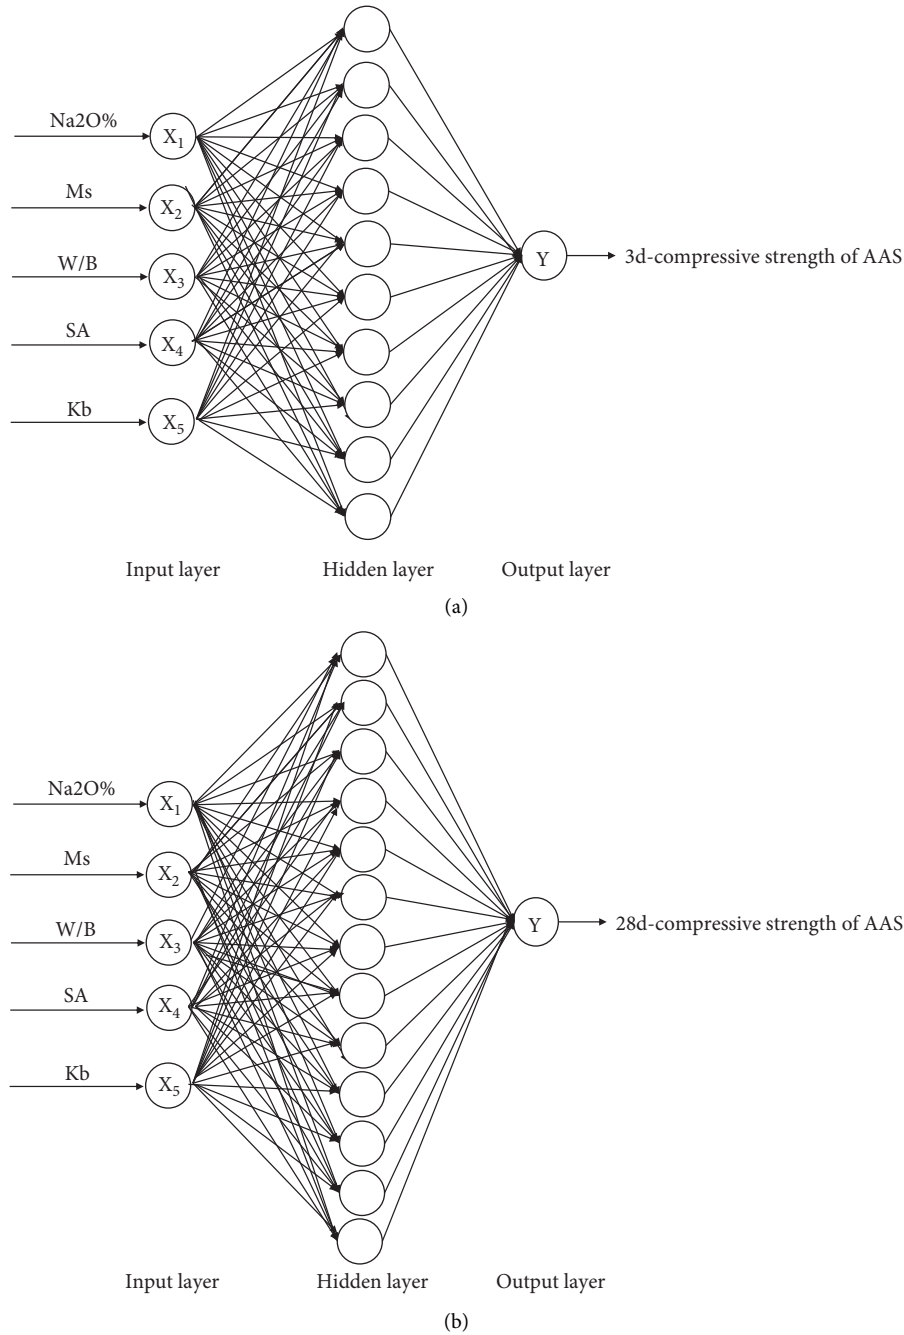 Na2O%
X1
Ms
X2
W/B
X3
SA
X4
Kb
X5
Y
3d-compressive strength of AAS
Input layer
Hidden layer
Output layer
(a)
Na2O%
X1
Ms
X2
W/B
X3
SA
X4
Kb
X5
Y
28d-compressive strength of AAS
Input layer
Hidden layer
Output layer
(b)